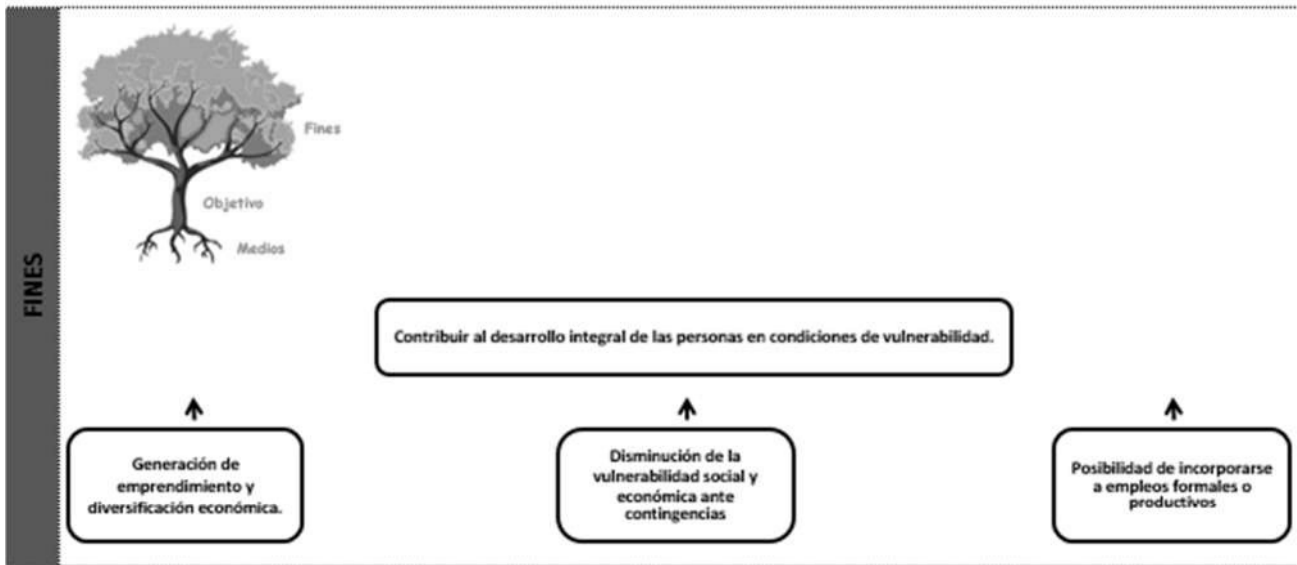 FINES
Fines
Objetivo
Medios
Contribuir al desarrollo integral de las personas en condiciones de vulnerabilidad.
Generación de
emprendimiento y
diversificación económica.
Disminución de la
vulnerabilidad social y
económica ante
contingencias
Posibilidad de incorporarse
a empleos formales o
productivos